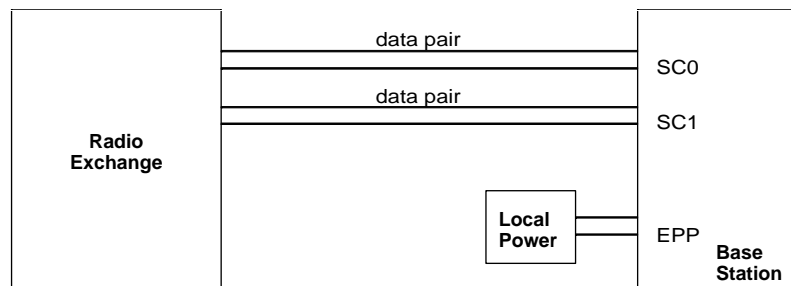 data pair
SC0
data pair
SC1
Radio
Exchange
Local
Power
EPP
Base
Station